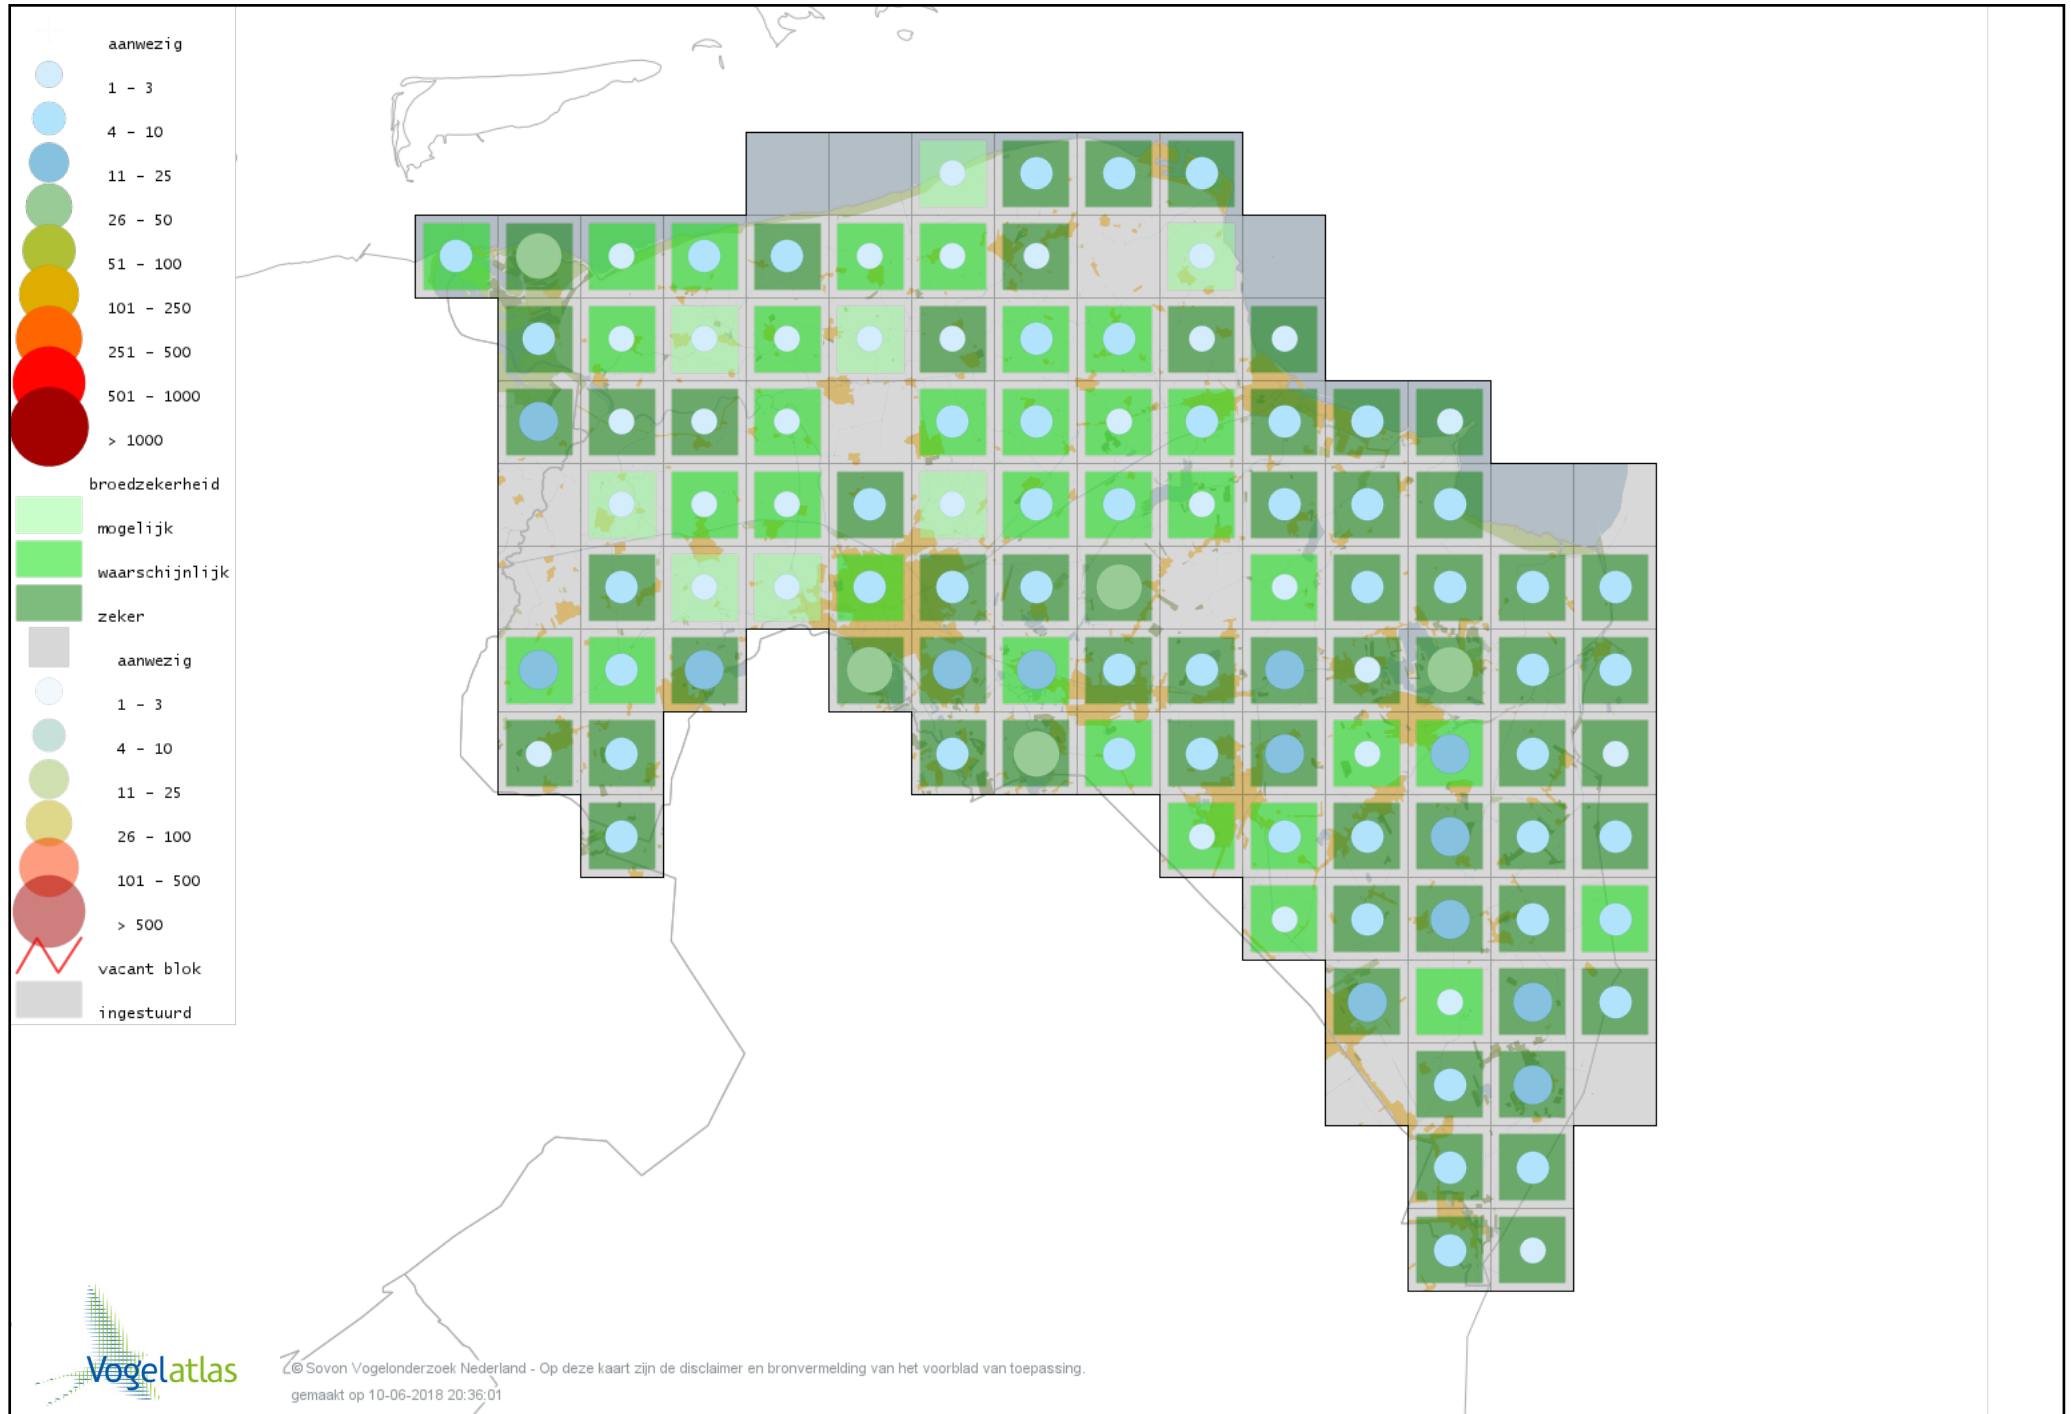 aanwezig
1 - 3
4 - 10
11 - 25
26 - 50
51 - 100
101 - 250
251 - 500
501 - 1000
> 1000
broedzekerheid
mogelijk
waarschijnlijk
zeker
aanwezig
1 - 3
4 - 10
11 - 25
26 - 100
101 - 500
> 500
vacant blok
ingestuurd
Vogelatlas
© Sovon Vogelonderzoek Nederland - Op deze kaart zijn de disclaimer en bronvermelding van het voorblad van toepassing.
gemaakt op 10-06-2018 20:36:01